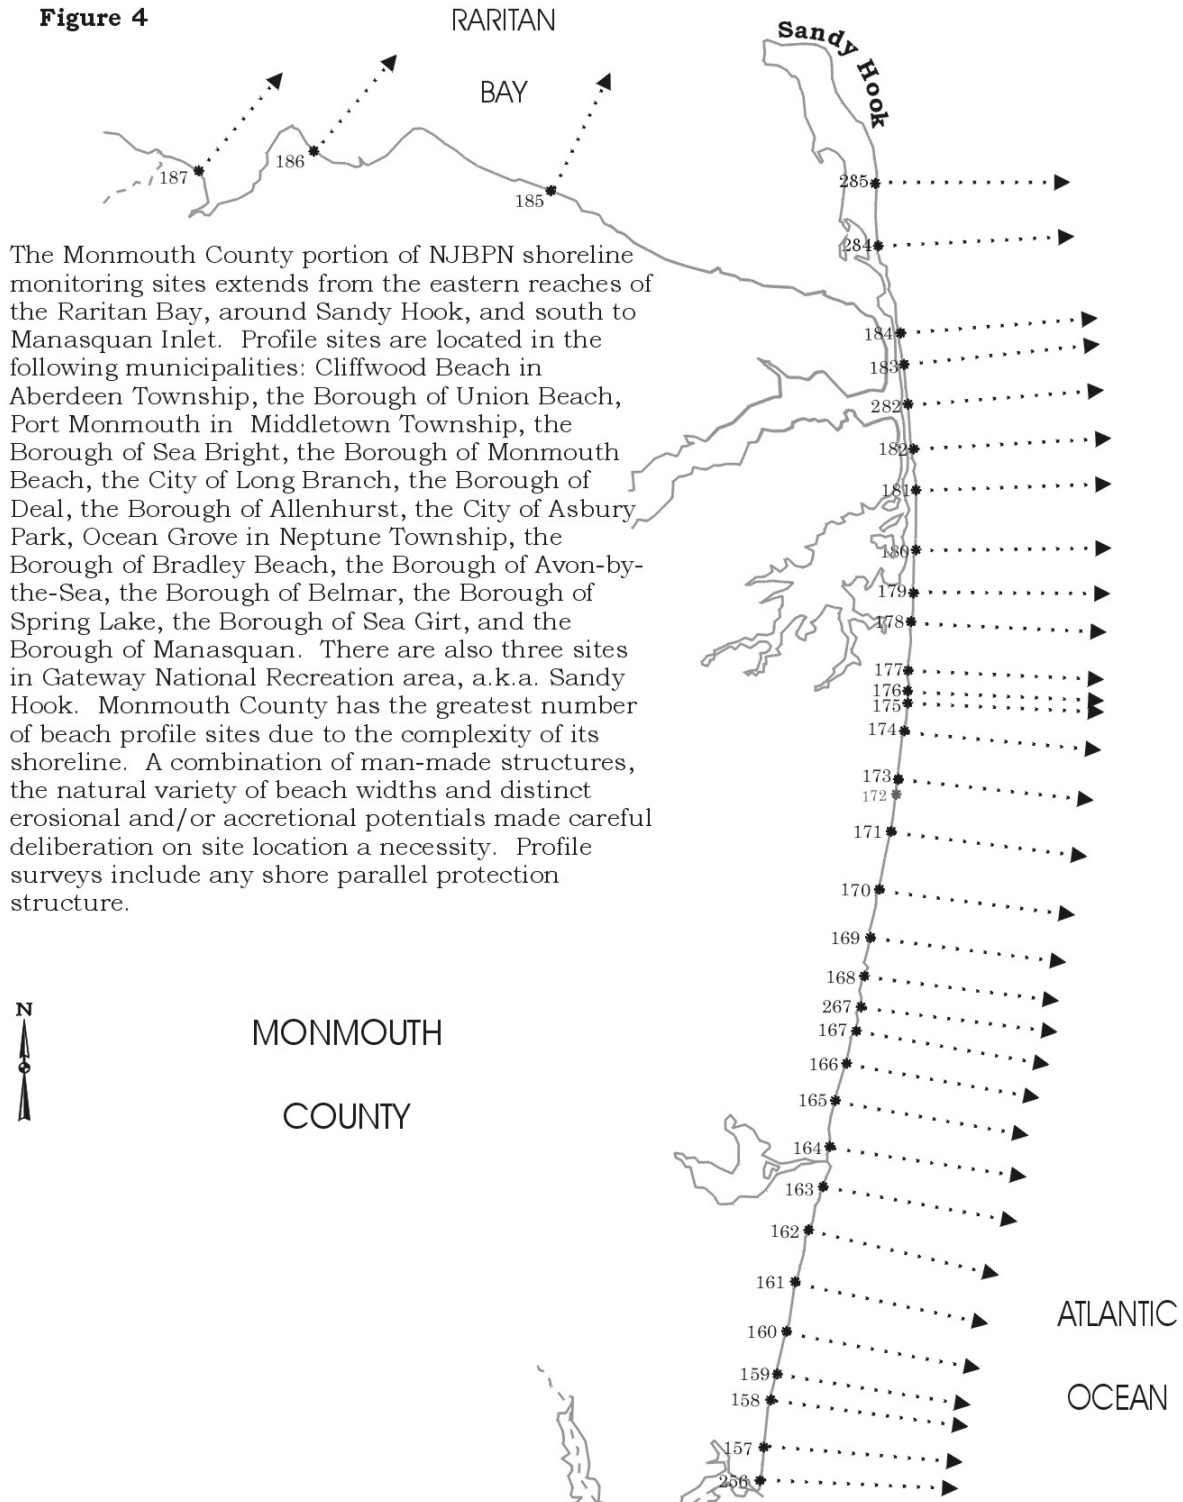 Figure 4
RARITAN
BAY
Sandy Hook
187
186
185
285
284
184
183
282
182
181
180
179
178
177
176
175
174
173
172
171
170
169
168
267
167
166
165
164
163
162
161
160
159
158
157
256
The Monmouth County portion of NJBPN shoreline
monitoring sites extends from the eastern reaches of
the Raritan Bay, around Sandy Hook, and south to
Manasquan Inlet.  Profile sites are located in the
following municipalities: Cliffwood Beach in
Aberdeen Township, the Borough of Union Beach,
Port Monmouth in  Middletown Township, the
Borough of Sea Bright, the Borough of Monmouth
Beach, the City of Long Branch, the Borough of
Deal, the Borough of Allenhurst, the City of Asbury
Park, Ocean Grove in Neptune Township, the
Borough of Bradley Beach, the Borough of Avon-by-
the-Sea, the Borough of Belmar, the Borough of
Spring Lake, the Borough of Sea Girt, and the
Borough of Manasquan.  There are also three sites
in Gateway National Recreation area, a.k.a. Sandy
Hook.  Monmouth County has the greatest number
of beach profile sites due to the complexity of its
shoreline.  A combination of man-made structures,
the natural variety of beach widths and distinct
erosional and/or accretional potentials made careful
deliberation on site location a necessity.  Profile
surveys include any shore parallel protection
structure.
N
MONMOUTH
COUNTY
ATLANTIC
OCEAN